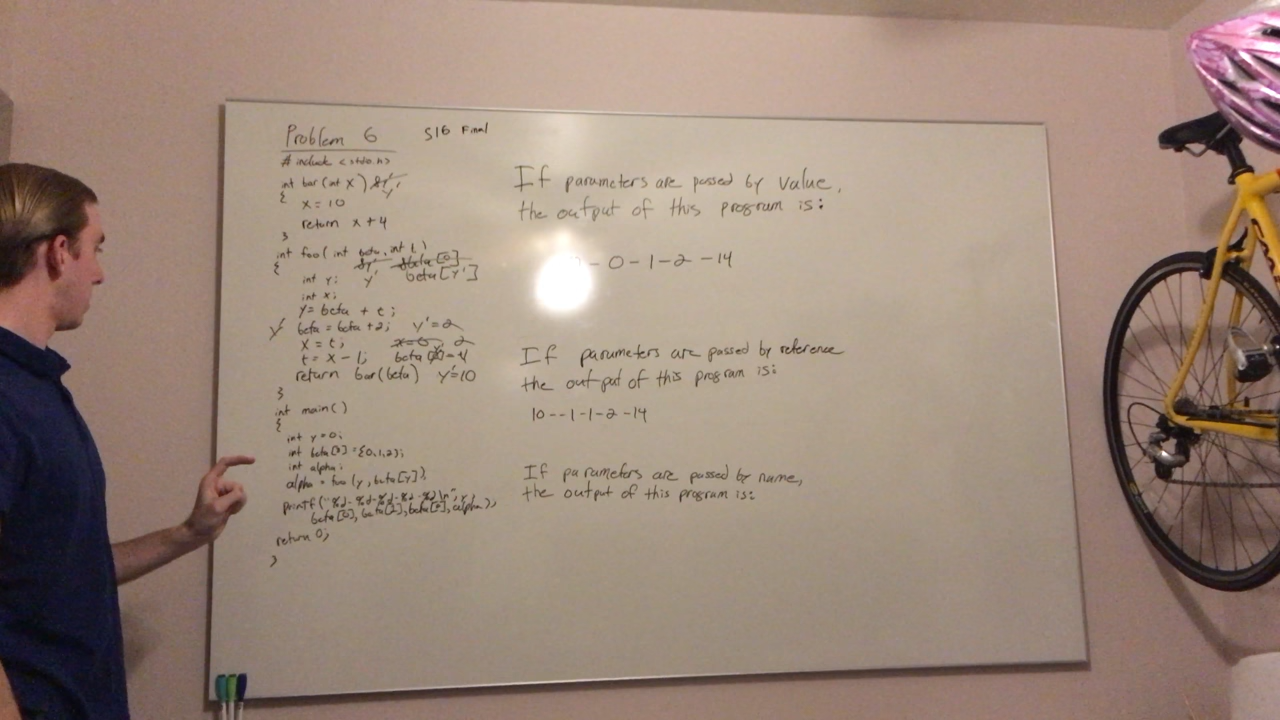 Problem 6 S16 Final
#include <stdio.h>
int bar(int x) &y' y'
{
x=10
return x+4
}
int foo(int beta, int t)
{ &y' &beta[0]
int y; y' beta[y']
int x;
y= beta + t;
beta = beta +2; y'=2
x = t; x=0 2
t= x-1; beta =
return bar(beta) y'=10
}
int main()
{
int y=0;
int beta[0]={0,1,2};
int alpha;
alpha = foo(y, beta[y]);
printf("%d-%d-%d-%d-%d\n", y,
beta[0], beta[1], beta[2], alpha);
return 0;
}
If parameters are passed by value,
the output of this program is:
-0-1-2-14
If parameters are passed by reference
the output of this program is:
10--1-1-2-14
If parameters are passed by name,
the output of this program is: